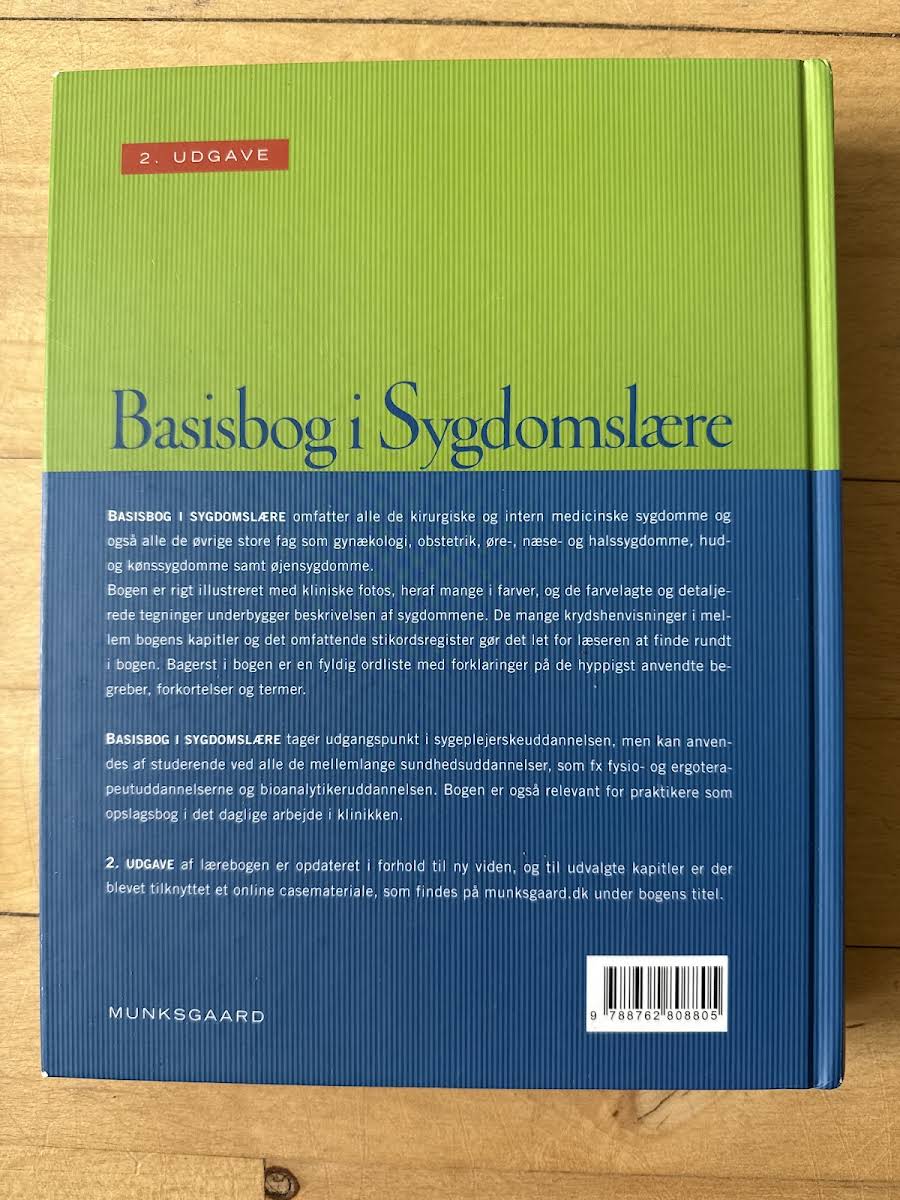 2. UDGAVE
Basisbog i Sygdomslære
BASISBOG I SYGDOMSLÆRE omfatter alle de kirurgiske og intern medicinske sygdomme og
også alle de øvrige store fag som gynækologi, obstetrik, øre-, næse- og halssygdomme, hud-
og kønssygdomme samt øjensygdomme.
Bogen er rigt illustreret med kliniske fotos, heraf mange i farver, og de farvelagte og detalje-
rede tegninger underbygger beskrivelsen af sygdommene. De mange krydshenvisninger i mel-
lem bogens kapitler og det omfattende stikordsregister gør det let for læseren at finde rundt
i bogen. Bagerst i bogen er en fyldig ordliste med forklaringer på de hyppigst anvendte be-
greber, forkortelser og termer.
BASISBOG I SYGDOMSLÆRE tager udgangspunkt i sygeplejerskeuddannelsen, men kan anven-
des af studerende ved alle de mellemlange sundhedsuddannelser, som fx fysio- og ergotera-
peutuddannelserne og bioanalytikeruddannelsen. Bogen er også relevant for praktikere som
opslagsbog i det daglige arbejde i klinikken.
2. UDGAVE af lærebogen er opdateret i forhold til ny viden, og til udvalgte kapitler er der
blevet tilknyttet et online casemateriale, som findes på munksgaard.dk under bogens titel.
MUNKSGAARD
9 788762 808805